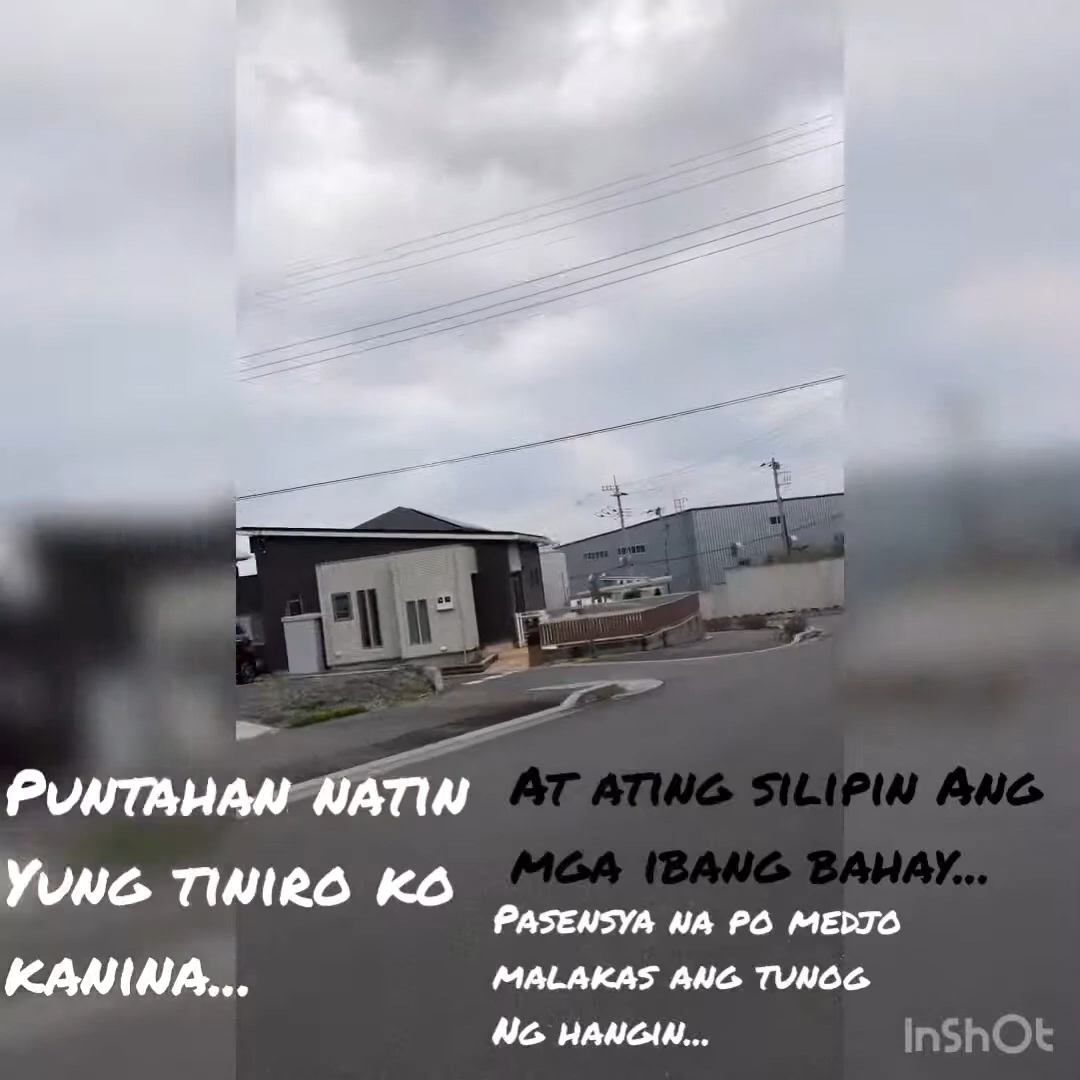 Puntahan natin
Yung tiniro ko
kanina...
At ating silipin Ang
mga ibang bahay...
Pasensya na po medjo
malakas ang tunog
Ng hangin...
InShOt